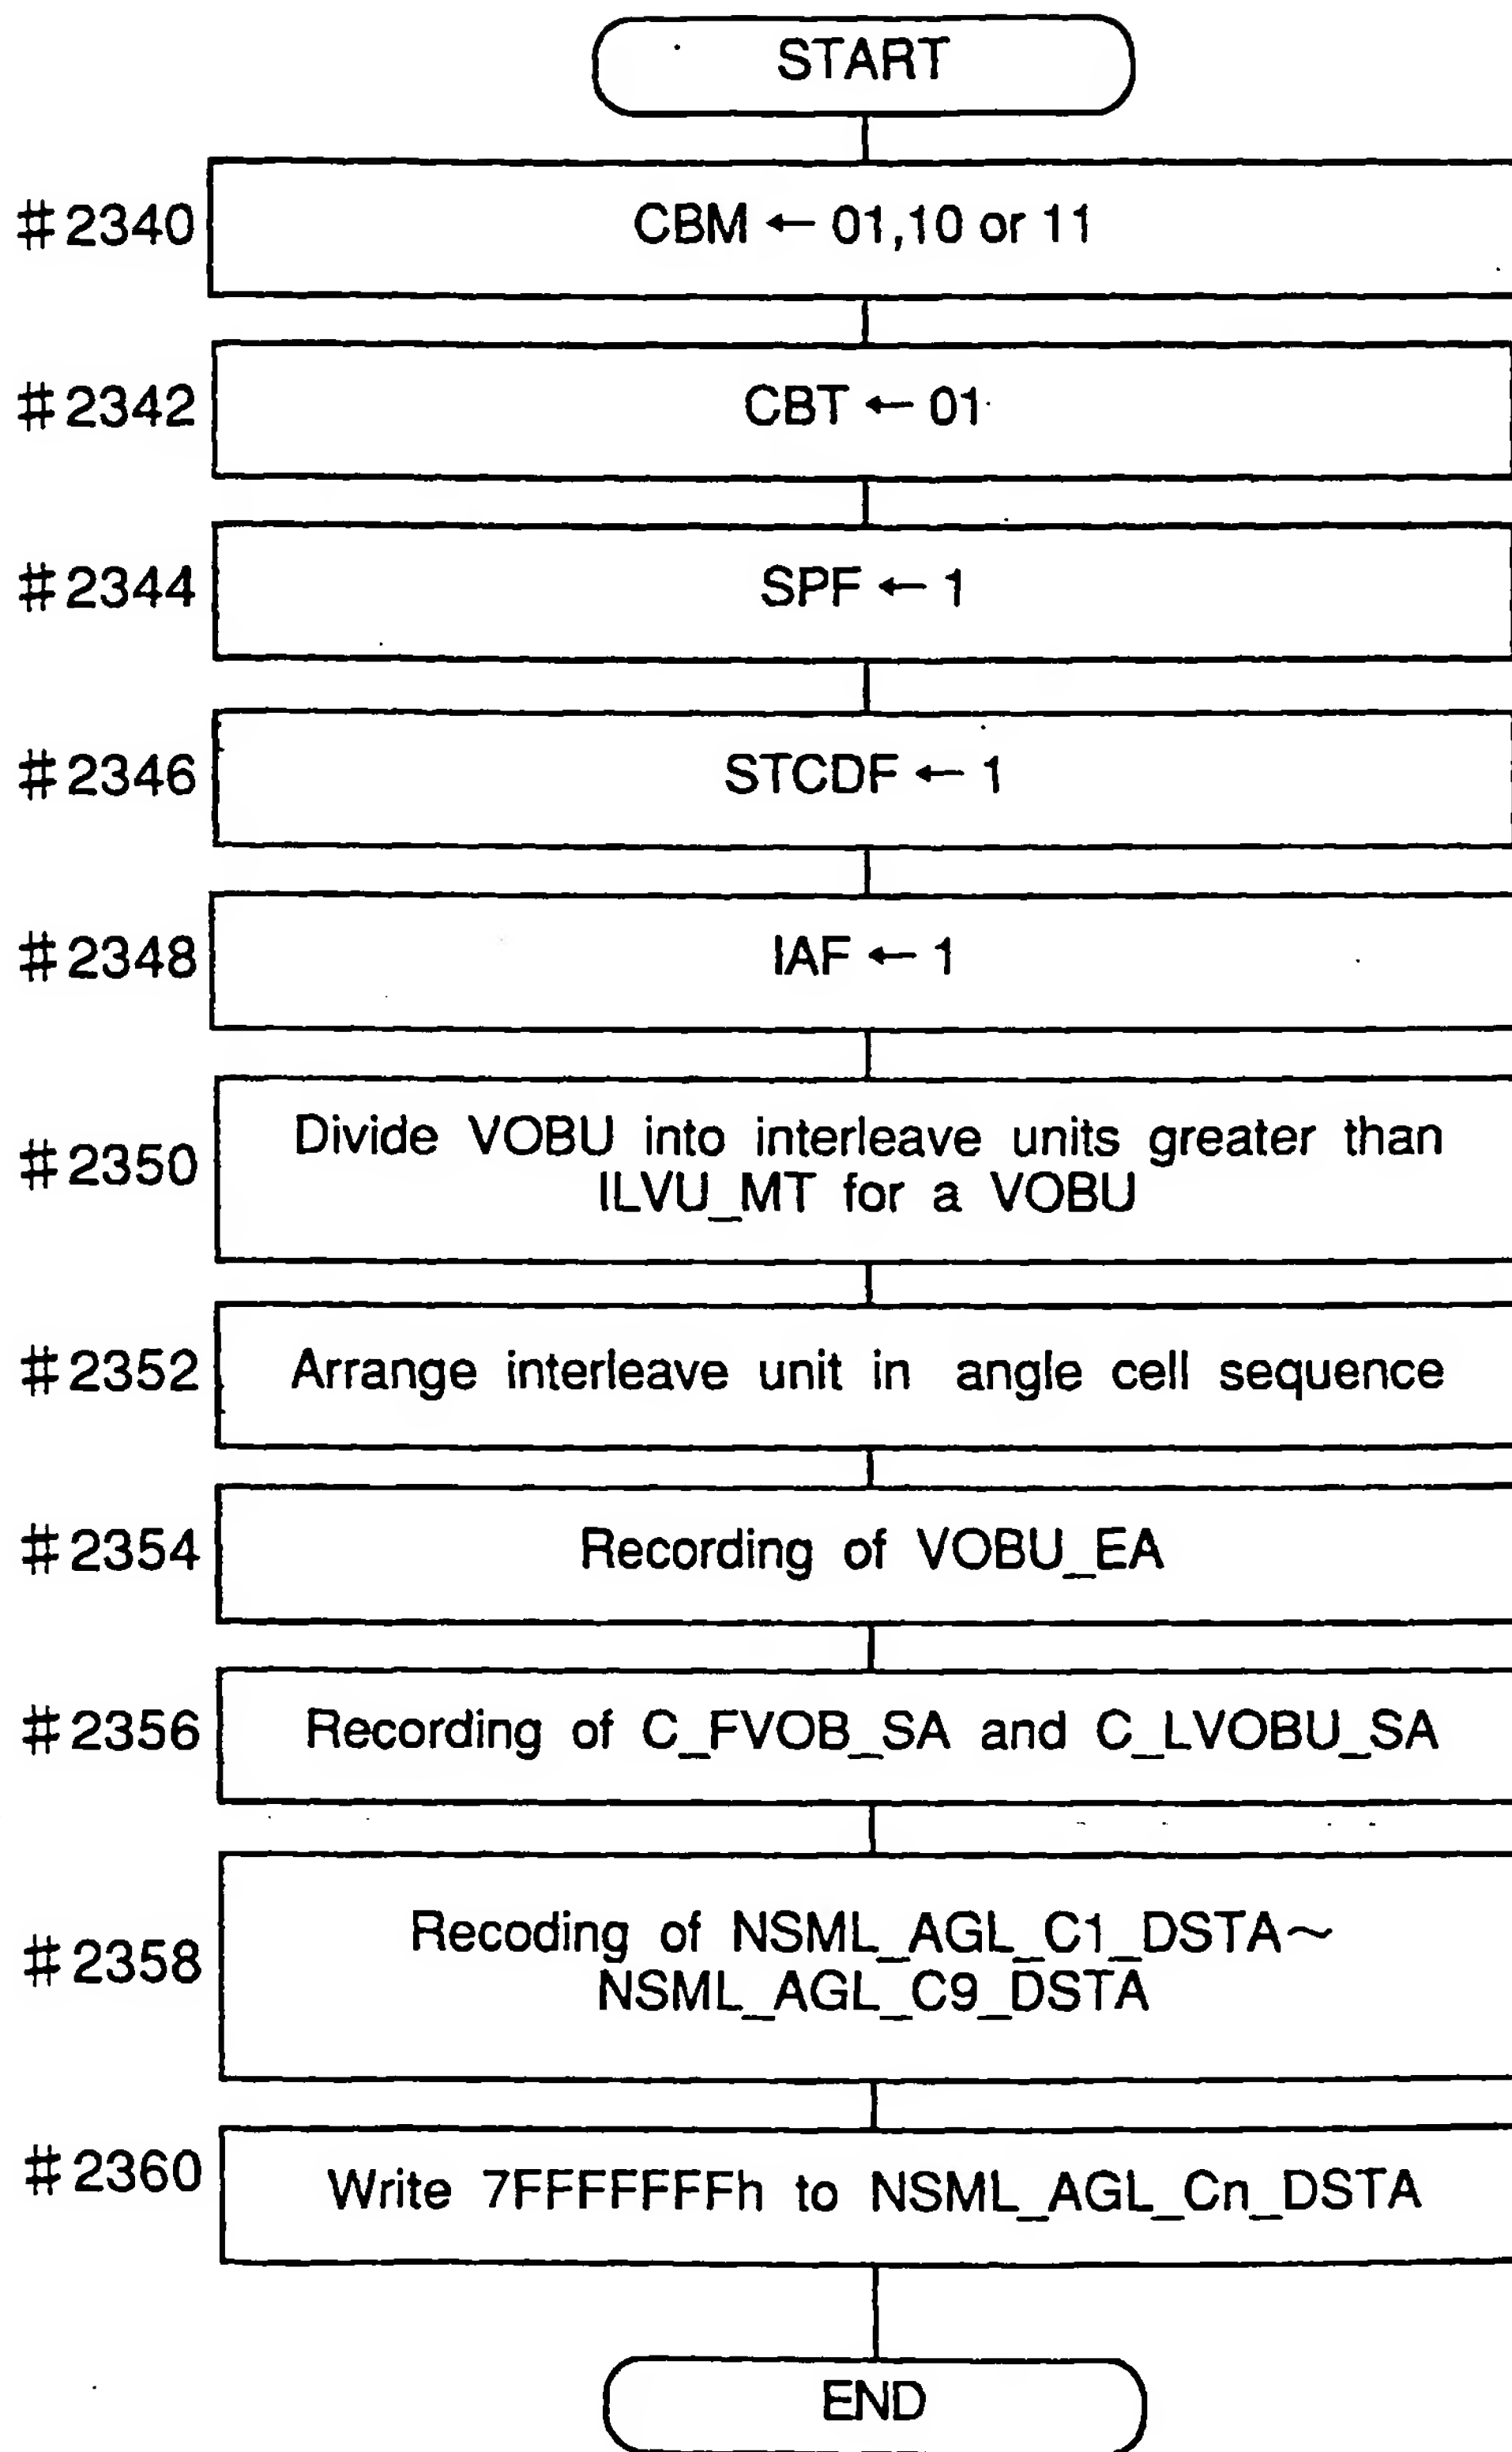 START
#2340
CBM ← 01,10 or 11
#2342
CBT ← 01
#2344
SPF ← 1
#2346
STCDF ← 1
#2348
IAF ← 1
#2350
Divide VOBU into interleave units greater than
ILVU_MT for a VOBU
#2352
Arrange interleave unit in angle cell sequence
#2354
Recording of VOBU_EA
#2356
Recording of C_FVOB_SA and C_LVOBU_SA
#2358
Recoding of NSML_AGL_C1_DSTA~
NSML_AGL_C9_DSTA
#2360
Write 7FFFFFFFh to NSML_AGL_Cn_DSTA
END